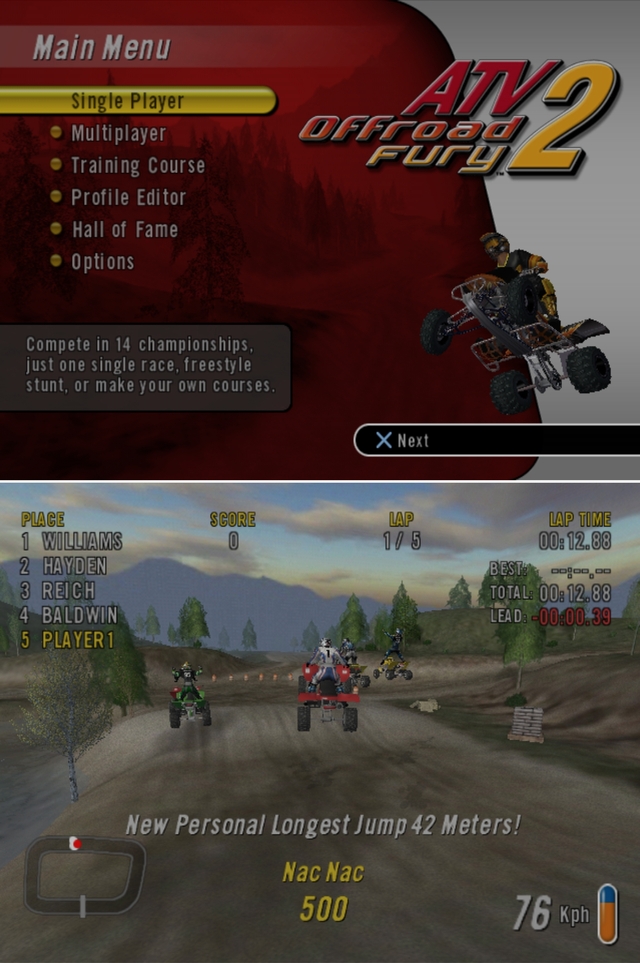 Main Menu
Single Player
Multiplayer
Training Course
Profile Editor
Hall of Fame
Options
ATV
Offroad
Fury 2
™
Compete in 14 championships,
just one single race, freestyle
stunt, or make your own courses.
Next
PLACE SCORE LAP LAP TIME
1 WILLIAMS 0 1 / 5 00:12.88
2 HAYDEN BEST: --:--.--
3 REICH TOTAL: 00:12.88
4 BALDWIN LEAD: -00:00.39
5 PLAYER1
New Personal Longest Jump 42 Meters!
Nac Nac
500
76 Kph